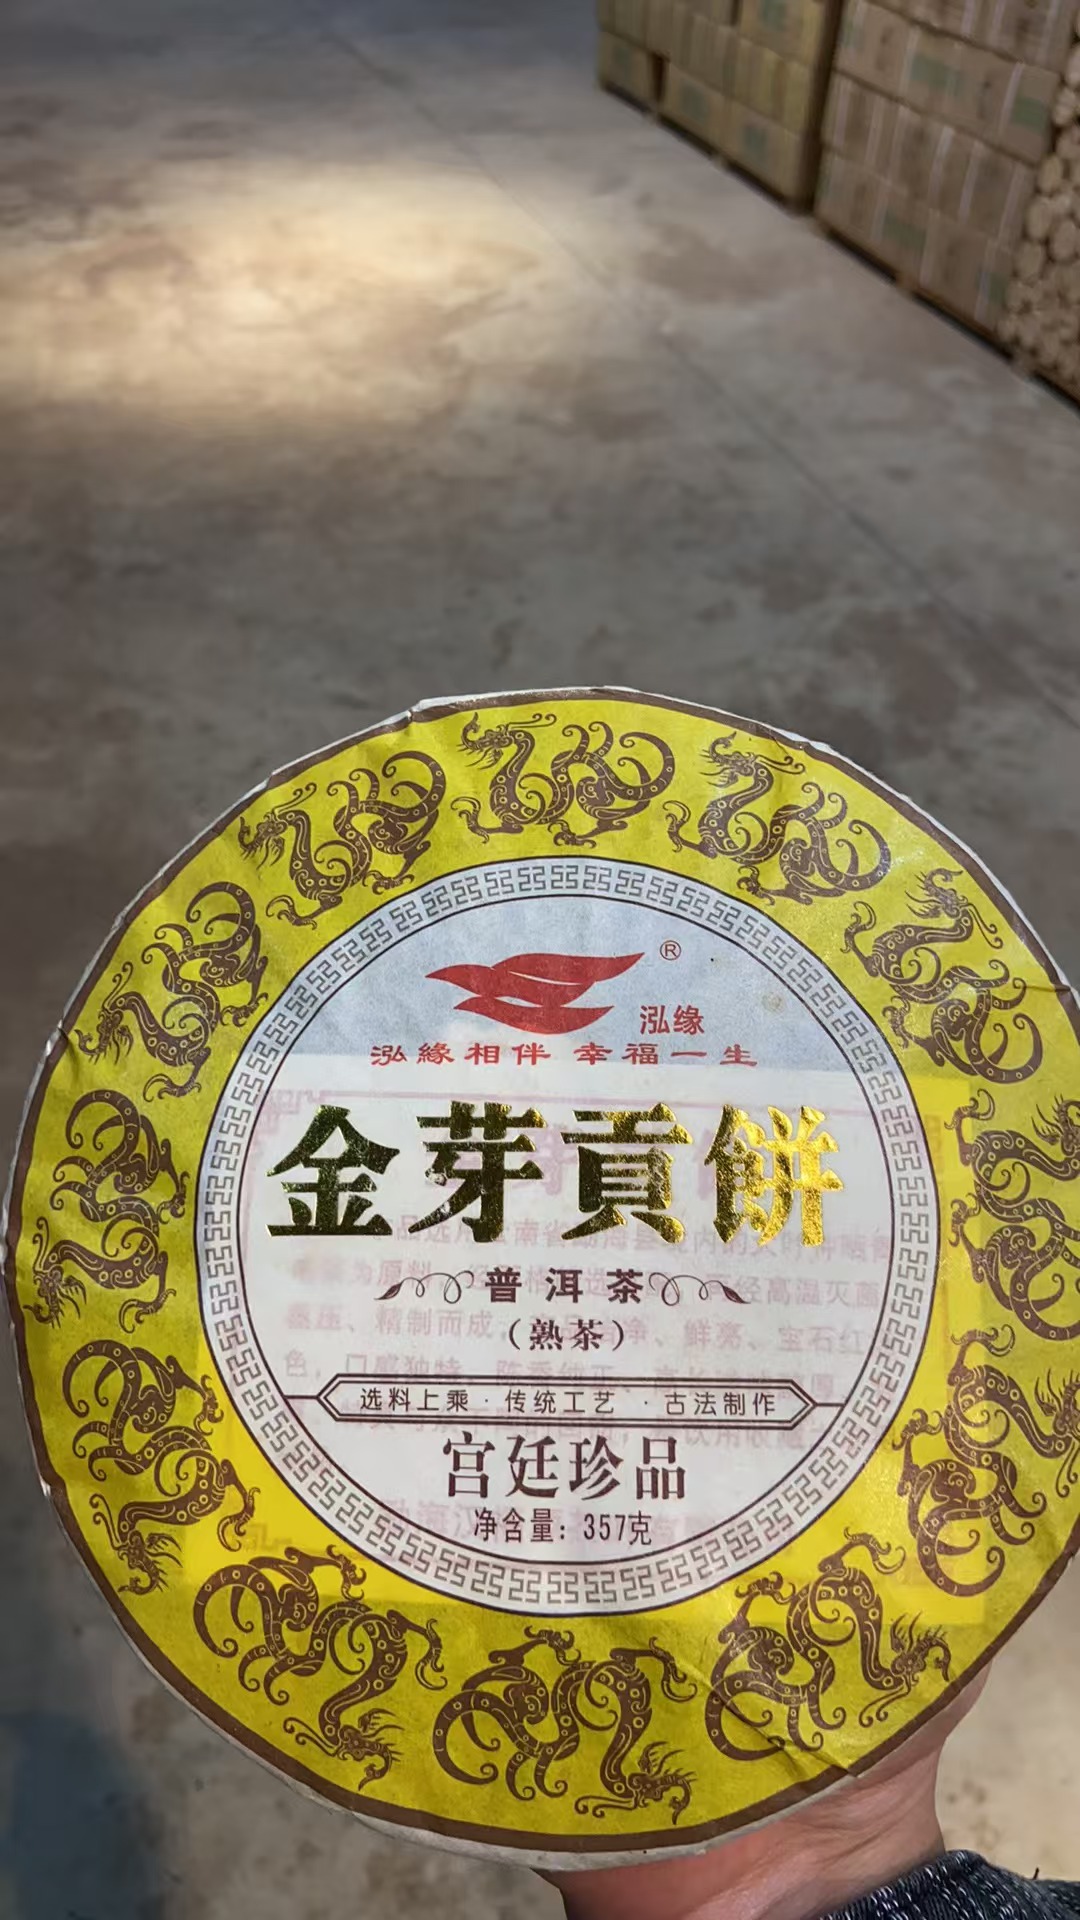 ®
泓缘
泓緣相伴 幸福一生
金芽貢餅
普洱茶
（熟茶）
选料上乘·传统工艺·古法制作
宫廷珍品
净含量：357克